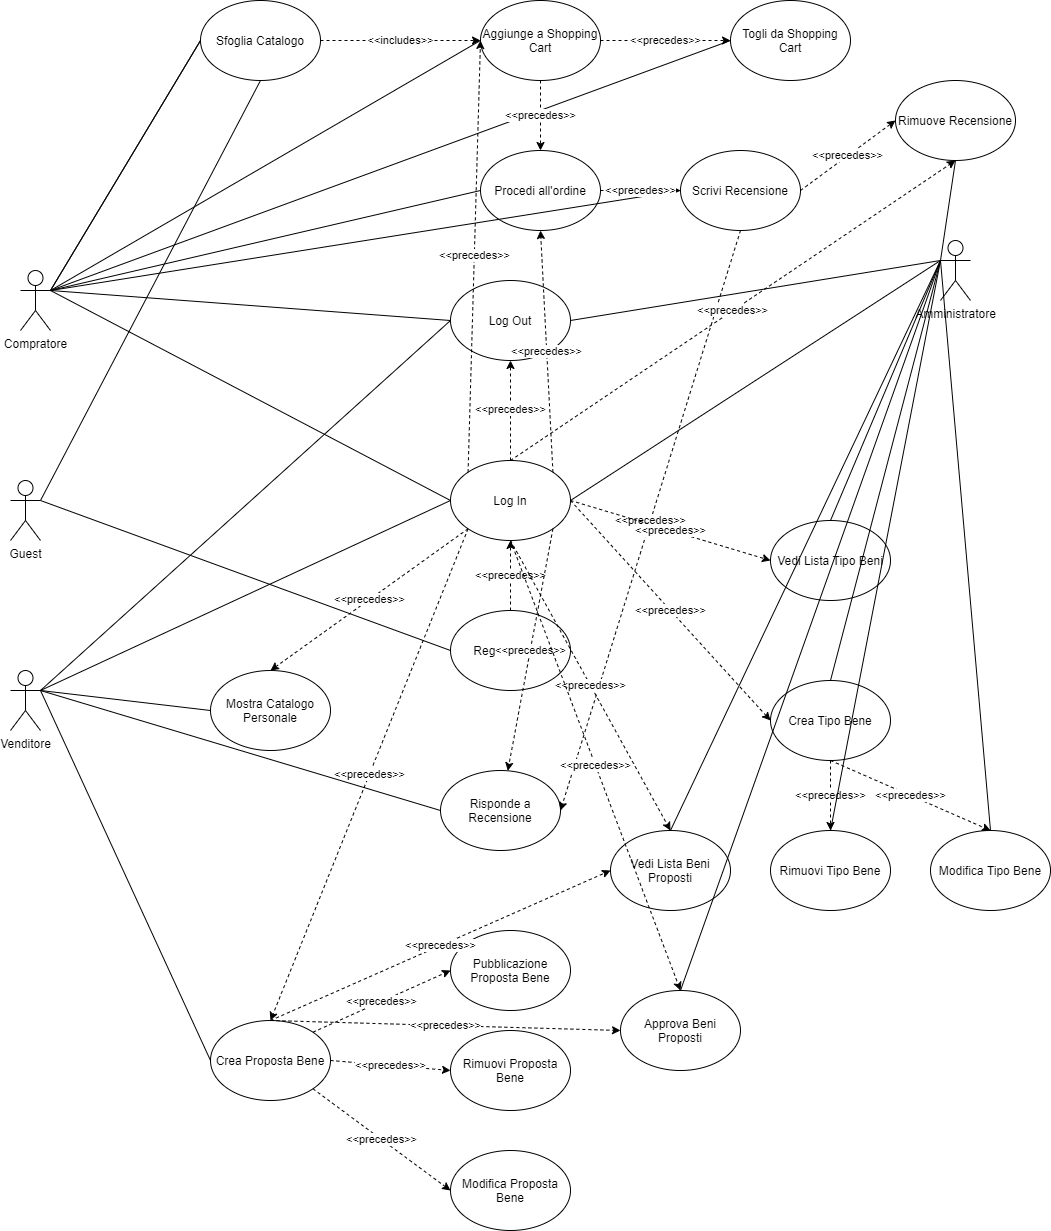 Sfoglia Catalogo
<<includes>>
Aggiunge a Shopping
Cart
<<precedes>>
Togli da Shopping
Cart
<<precedes>>
Rimuove Recensione
<<precedes>>
Procedi all'ordine
<<precedes>>
Scrivi Recensione
<<precedes>>
<<precedes>>
Log Out
Compratore
Amministratore
<<precedes>>
<<precedes>>
Log In
Guest
<<precedes>>
<<precedes>>
Vedi Lista Tipo Beni
<<precedes>>
<<precedes>>
<<precedes>>
Reg
<<precedes>>
<<precedes>>
Mostra Catalogo
Personale
Crea Tipo Bene
Venditore
<<precedes>>
<<precedes>>
<<precedes>>
<<precedes>>
Risponde a
Recensione
Vedi Lista Beni
Proposti
Rimuovi Tipo Bene
Modifica Tipo Bene
<<precedes>>
Pubblicazione
Proposta Bene
<<precedes>>
<<precedes>>
Approva Beni
Proposti
Crea Proposta Bene
<<precedes>>
Rimuovi Proposta
Bene
<<precedes>>
Modifica Proposta
Bene